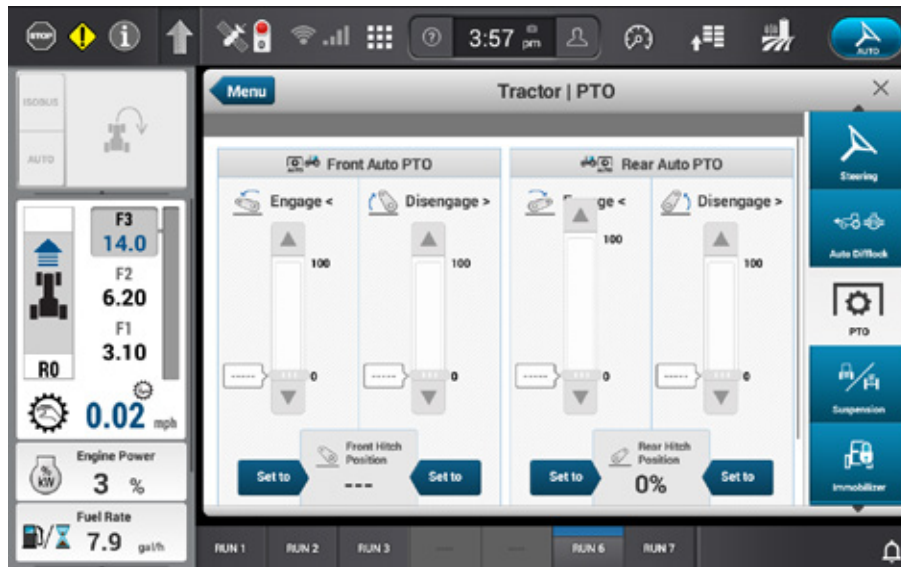 STOP
3:57 pm
AUTO
ISOBUS
AUTO
F3
14.0
F2
6.20
F1
3.10
R0
0.02 mph
Engine Power
% kW
3 %
Fuel Rate
7.9 gal/h
Menu
Tractor | PTO
Front Auto PTO
Engage <
Disengage >
100
100
-----
0
-----
0
Set to
Front Hitch
Position
---
Set to
Rear Auto PTO
ge <
Disengage >
100
100
-----
0
-----
0
Set to
Rear Hitch
Position
0%
Set to
Steering
Auto Difflock
PTO
Suspension
Immobilizer
RUN 1
RUN 2
RUN 3
----
----
RUN 6
RUN 7